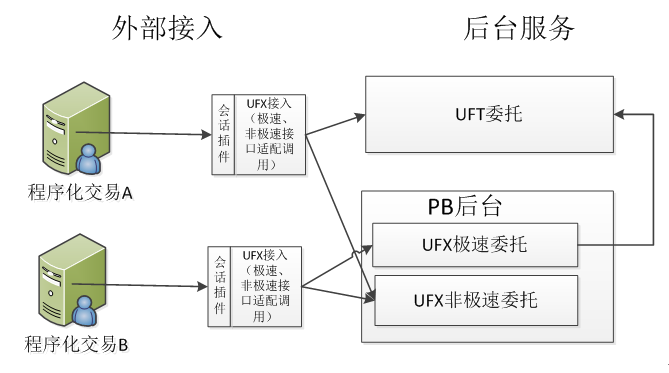 外部接入
后台服务
会话插件
UFX接入
（极速、
非极速接
口适配调
用）
UFT委托
程序化交易A
PB后台
UFX极速委托
会话插件
UFX接入
（极速、
非极速接
口适配调
用）
UFX非极速委托
程序化交易B